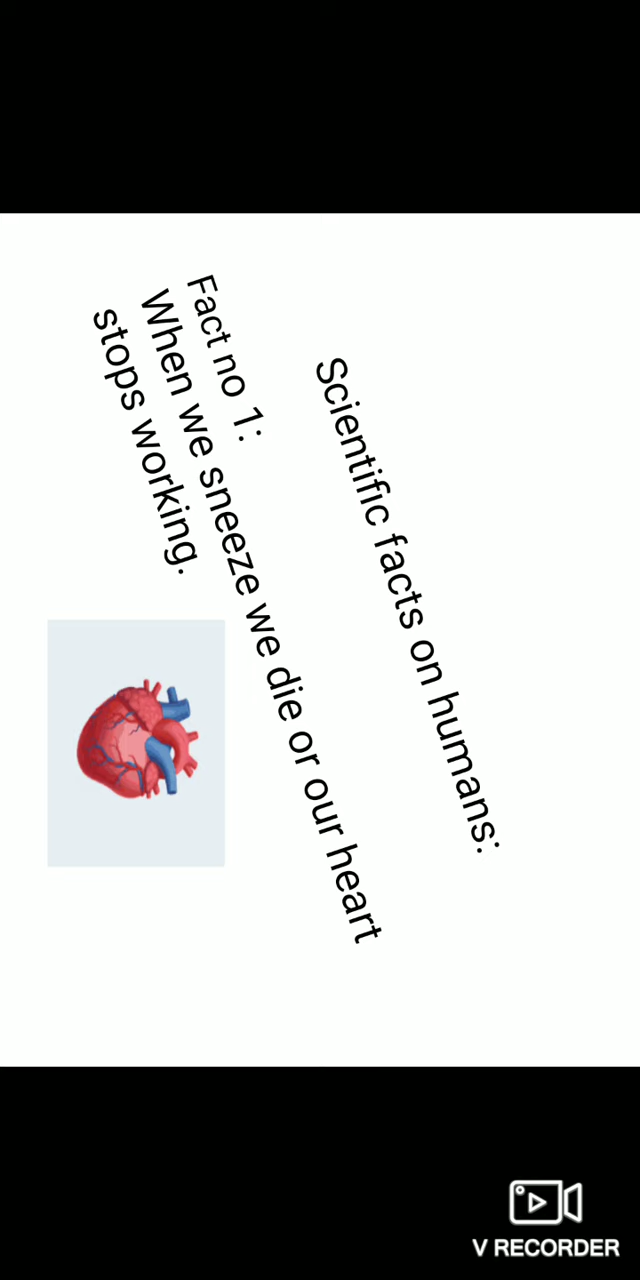 Scientific facts on humans:
Fact no 1:
When we sneeze we die or our heart
stops working.
V RECORDER